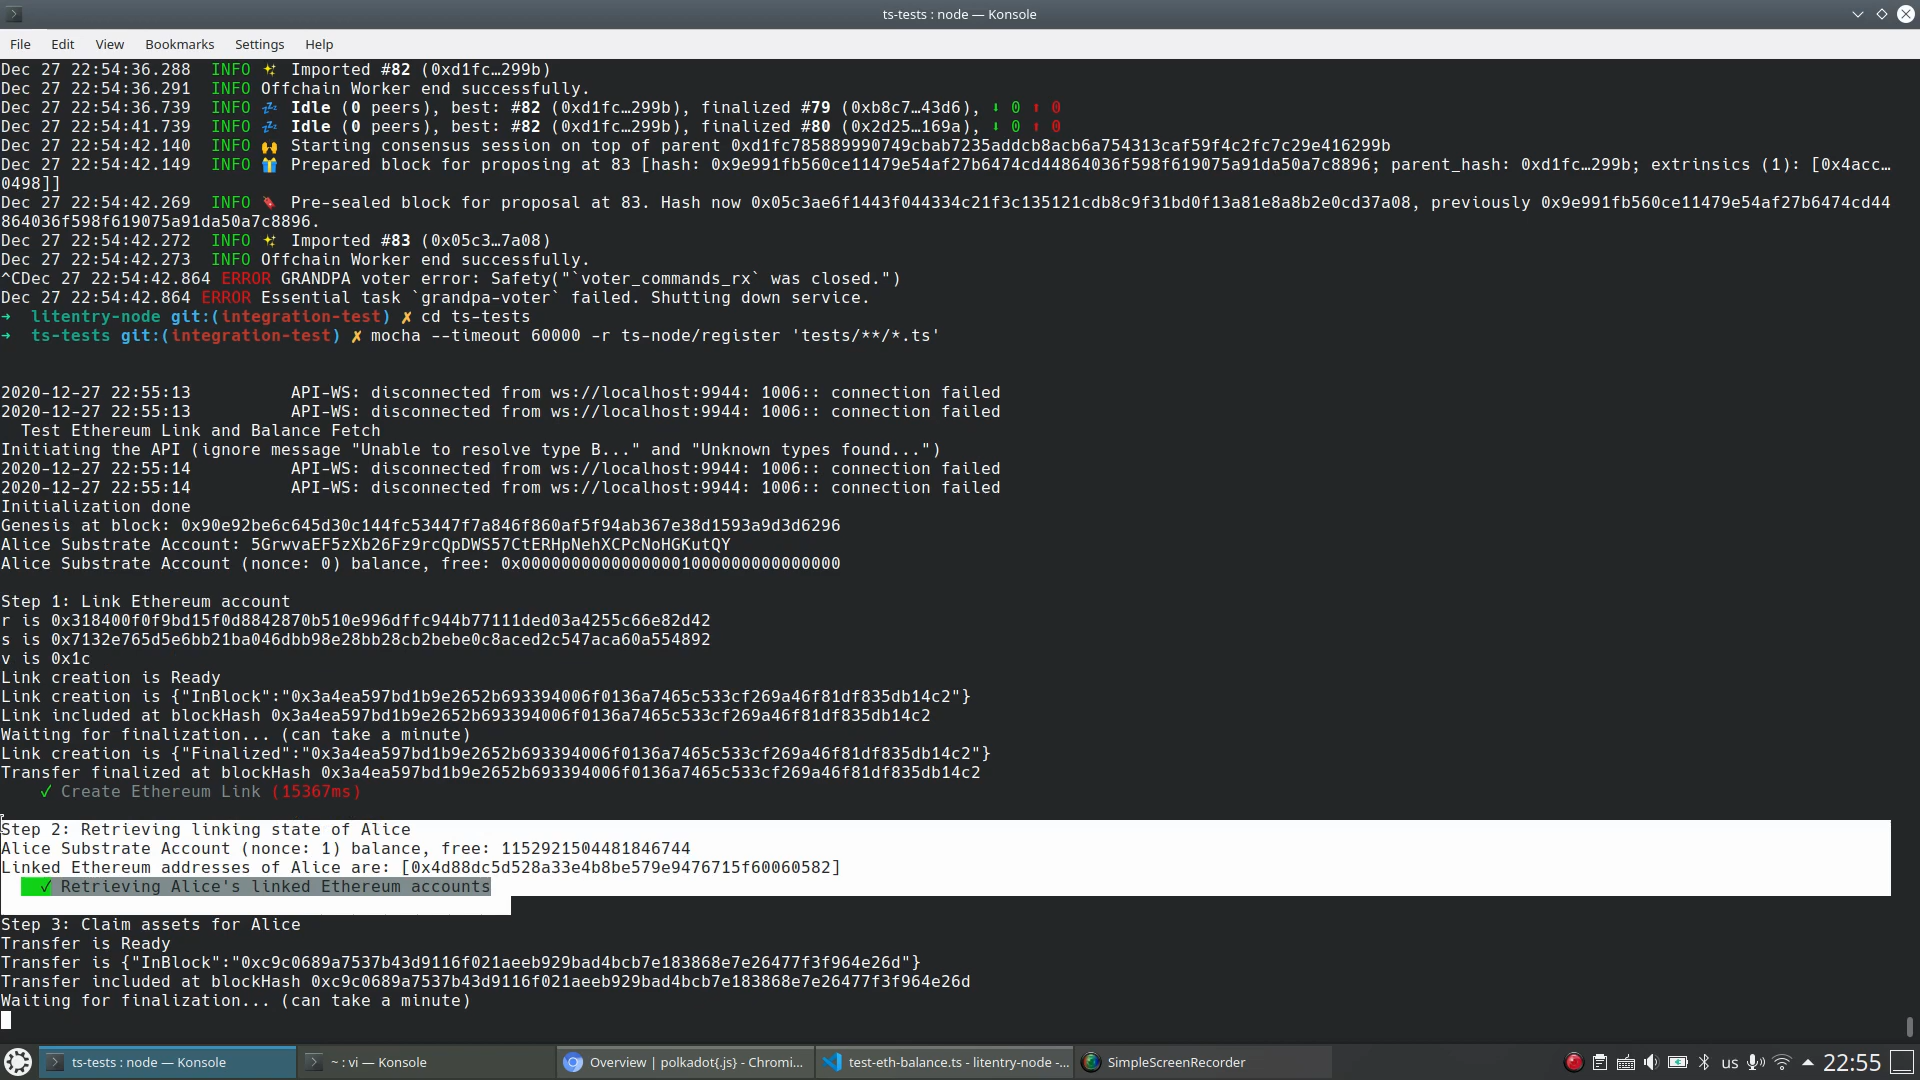 ts-tests : node — Konsole
File Edit View Bookmarks Settings Help
Dec 27 22:54:36.288 INFO ✨ Imported #82 (0xd1fc…299b)
Dec 27 22:54:36.291 INFO Offchain Worker end successfully.
Dec 27 22:54:36.739 INFO 💤 Idle (0 peers), best: #82 (0xd1fc…299b), finalized #79 (0xb8c7…43d6), ⬇ 0 ⬆ 0
Dec 27 22:54:41.739 INFO 💤 Idle (0 peers), best: #82 (0xd1fc…299b), finalized #80 (0x2d25…169a), ⬇ 0 ⬆ 0
Dec 27 22:54:42.140 INFO 🙌 Starting consensus session on top of parent 0xd1fc785889990749cbab7235addcb8acb6a754313caf59f4c2fc7c29e416299b
Dec 27 22:54:42.149 INFO 🎁 Prepared block for proposing at 83 [hash: 0x9e991fb560ce11479e54af27b6474cd44864036f598f619075a91da50a7c8896; parent_hash: 0xd1fc…299b; extrinsics (1): [0x4acc…
0498]]
Dec 27 22:54:42.269 INFO 🔖 Pre-sealed block for proposal at 83. Hash now 0x05c3ae6f1443f044334c21f3c135121cdb8c9f31bd0f13a81e8a8b2e0cd37a08, previously 0x9e991fb560ce11479e54af27b6474cd44
864036f598f619075a91da50a7c8896.
Dec 27 22:54:42.272 INFO ✨ Imported #83 (0x05c3…7a08)
Dec 27 22:54:42.273 INFO Offchain Worker end successfully.
^CDec 27 22:54:42.864 ERROR GRANDPA voter error: Safety("`voter_commands_rx` was closed.")
Dec 27 22:54:42.864 ERROR Essential task `grandpa-voter` failed. Shutting down service.
➜ litentry-node git:(integration-test) ✗ cd ts-tests
➜ ts-tests git:(integration-test) ✗ mocha --timeout 60000 -r ts-node/register 'tests/**/*.ts'
2020-12-27 22:55:13 API-WS: disconnected from ws://localhost:9944: 1006:: connection failed
2020-12-27 22:55:13 API-WS: disconnected from ws://localhost:9944: 1006:: connection failed
Test Ethereum Link and Balance Fetch
Initiating the API (ignore message "Unable to resolve type B..." and "Unknown types found...")
2020-12-27 22:55:14 API-WS: disconnected from ws://localhost:9944: 1006:: connection failed
2020-12-27 22:55:14 API-WS: disconnected from ws://localhost:9944: 1006:: connection failed
Initialization done
Genesis at block: 0x90e92be6c645d30c144fc53447f7a846f860af5f94ab367e38d1593a9d3d6296
Alice Substrate Account: 5GrwvaEF5zXb26Fz9rcQpDWS57CtERHpNehXCPcNoHGKutQY
Alice Substrate Account (nonce: 0) balance, free: 0x00000000000000001000000000000000
Step 1: Link Ethereum account
r is 0x318400f0f9bd15f0d8842870b510e996dffc944b77111ded03a4255c66e82d42
s is 0x7132e765d5e6bb21ba046dbb98e28bb28cb2bebe0c8aced2c547aca60a554892
v is 0x1c
Link creation is Ready
Link creation is {"InBlock":"0x3a4ea597bd1b9e2652b693394006f0136a7465c533cf269a46f81df835db14c2"}
Link included at blockHash 0x3a4ea597bd1b9e2652b693394006f0136a7465c533cf269a46f81df835db14c2
Waiting for finalization... (can take a minute)
Link creation is {"Finalized":"0x3a4ea597bd1b9e2652b693394006f0136a7465c533cf269a46f81df835db14c2"}
Transfer finalized at blockHash 0x3a4ea597bd1b9e2652b693394006f0136a7465c533cf269a46f81df835db14c2
✓ Create Ethereum Link (15367ms)
Step 2: Retrieving linking state of Alice
Alice Substrate Account (nonce: 1) balance, free: 1152921504481846744
Linked Ethereum addresses of Alice are: [0x4d88dc5d528a33e4b8be579e9476715f60060582]
✓ Retrieving Alice's linked Ethereum accounts
Step 3: Claim assets for Alice
Transfer is Ready
Transfer is {"InBlock":"0xc9c0689a7537b43d9116f021aeeb929bad4bcb7e183868e7e26477f3f964e26d"}
Transfer included at blockHash 0xc9c0689a7537b43d9116f021aeeb929bad4bcb7e183868e7e26477f3f964e26d
Waiting for finalization... (can take a minute)
ts-tests : node — Konsole ~ : vi — Konsole Overview | polkadot{.js} - Chromi... test-eth-balance.ts - litentry-node -... SimpleScreenRecorder us 22:55